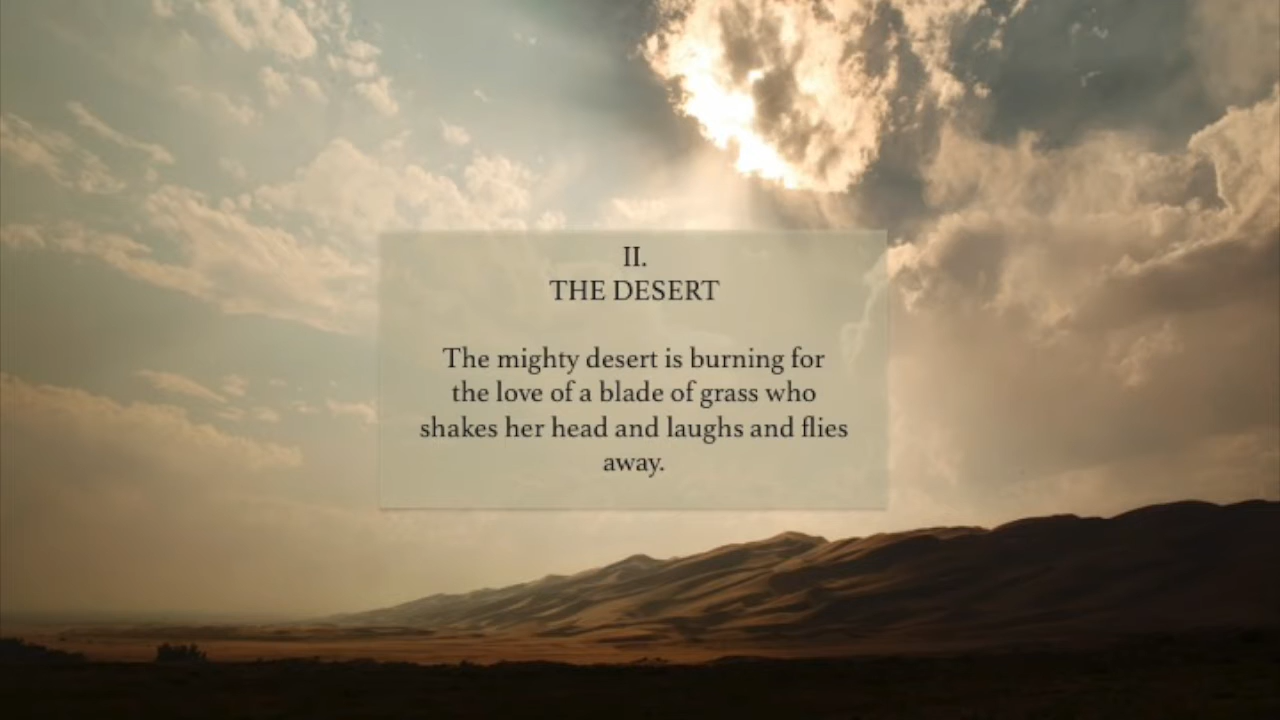 II.
THE DESERT
The mighty desert is burning for
the love of a blade of grass who
shakes her head and laughs and flies
away.